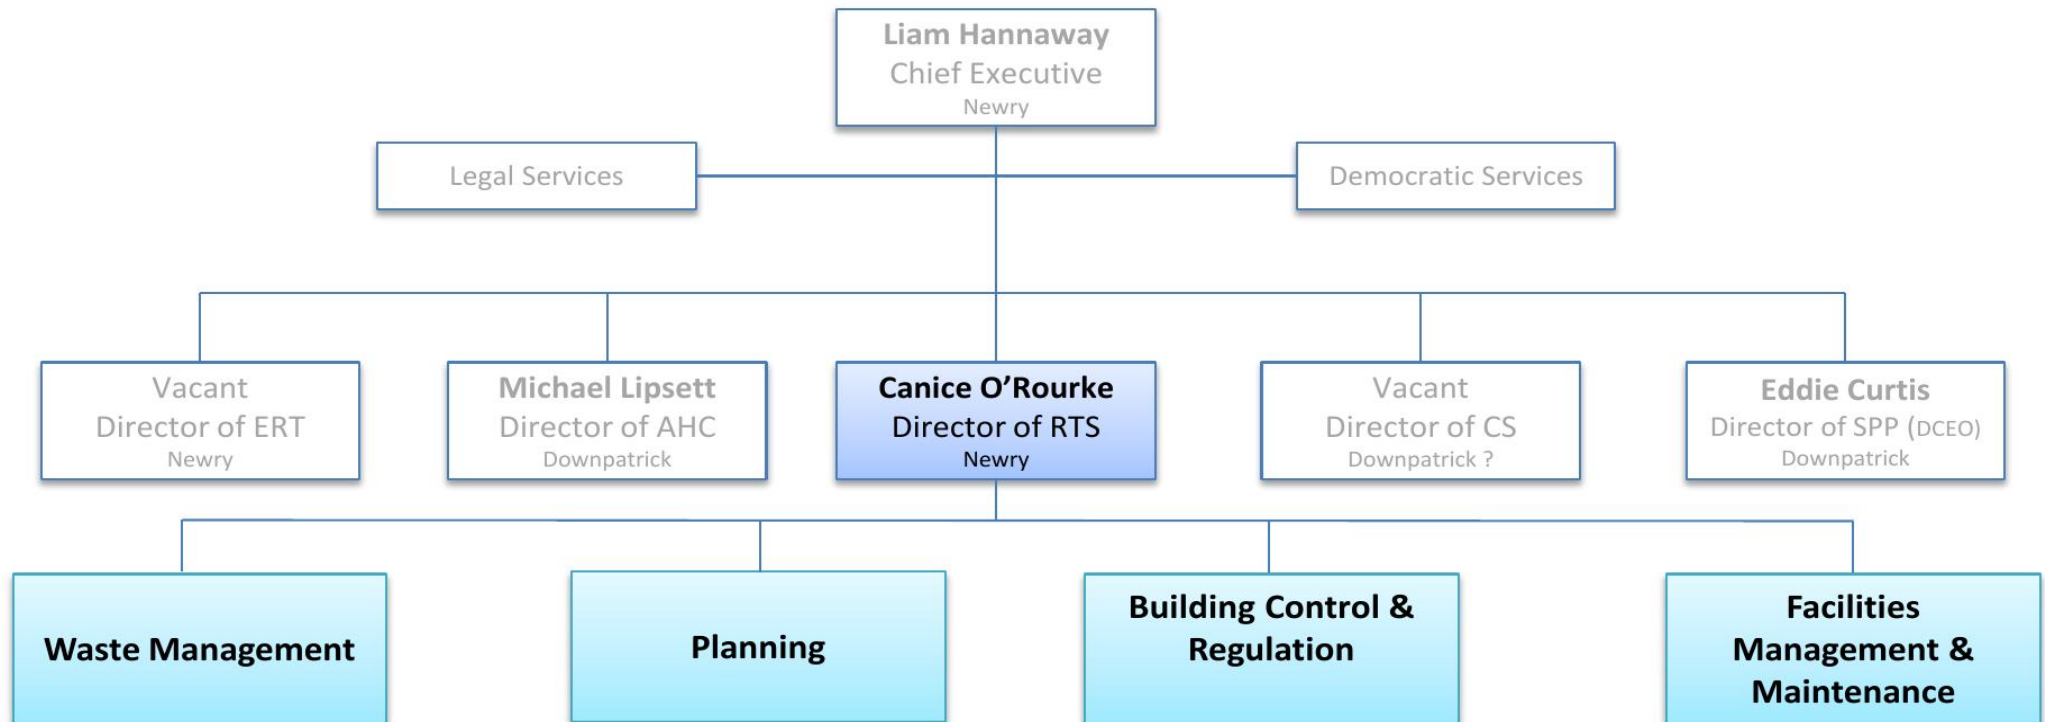 Liam Hannaway
Chief Executive
Newry
Legal Services
Democratic Services
Vacant
Director of ERT
Newry
Michael Lipsett
Director of AHC
Downpatrick
Canice O’Rourke
Director of RTS
Newry
Vacant
Director of CS
Downpatrick ?
Eddie Curtis
Director of SPP (DCEO)
Downpatrick
Waste Management
Planning
Building Control &
Regulation
Facilities
Management &
Maintenance